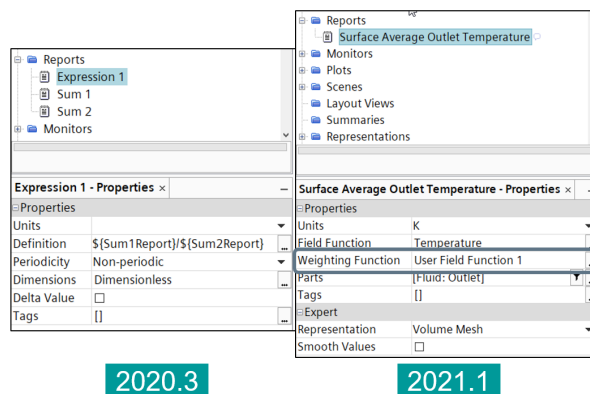 Reports
Expression 1
Sum 1
Sum 2
Monitors
Expression 1 - Properties ×
Properties
Units
Definition ${Sum1Report}/${Sum2Report}
Periodicity Non-periodic
Dimensions Dimensionless
Delta Value
Tags []
2020.3
Reports
Surface Average Outlet Temperature
Monitors
Plots
Scenes
Layout Views
Summaries
Representations
Surface Average Outlet Temperature - Properties ×
Properties
Units K
Field Function Temperature
Weighting Function User Field Function 1
Parts [Fluid: Outlet]
Tags []
Expert
Representation Volume Mesh
Smooth Values
2021.1